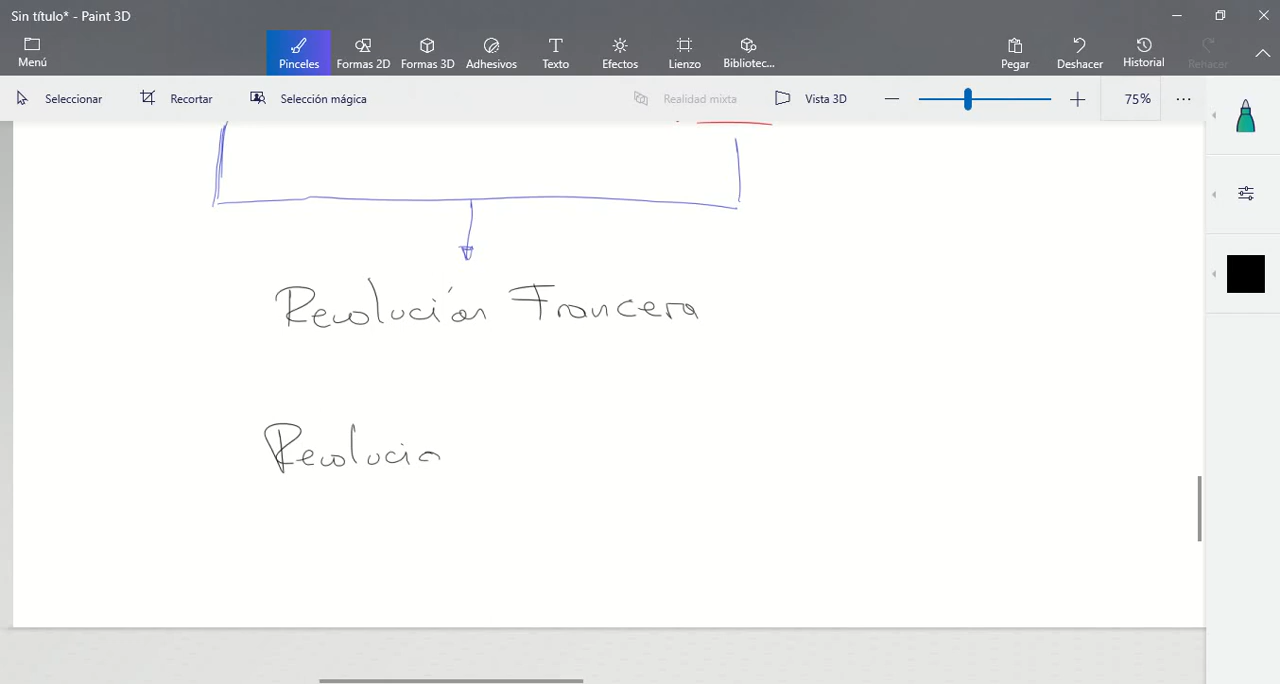 Sin título* - Paint 3D
Menú
Pinceles
Formas 2D
Formas 3D
Adhesivos
Texto
Efectos
Lienzo
Bibliotec...
Pegar
Deshacer
Historial
Rehacer
Seleccionar
Recortar
Selección mágica
Realidad mixta
Vista 3D
75%
Revolución Francesa
Revolucio